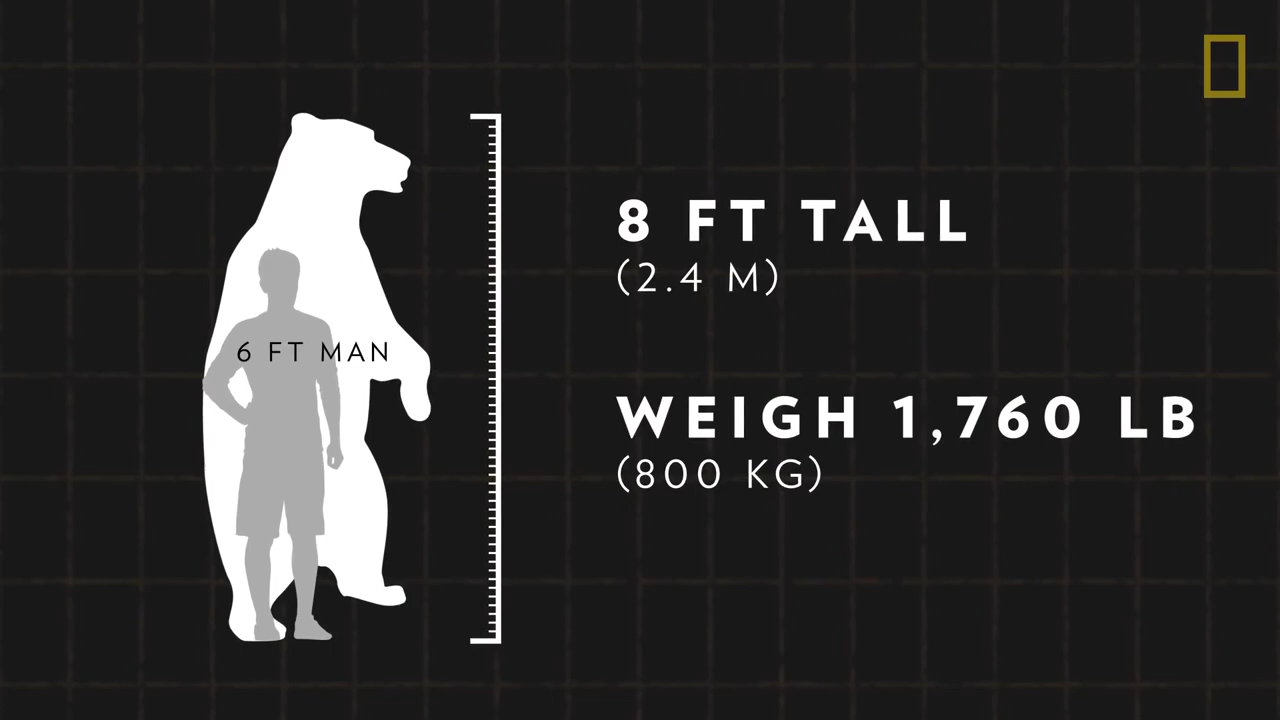 6 FT MAN
8 FT TALL
(2.4 M)
WEIGH 1,760 LB
(800 KG)